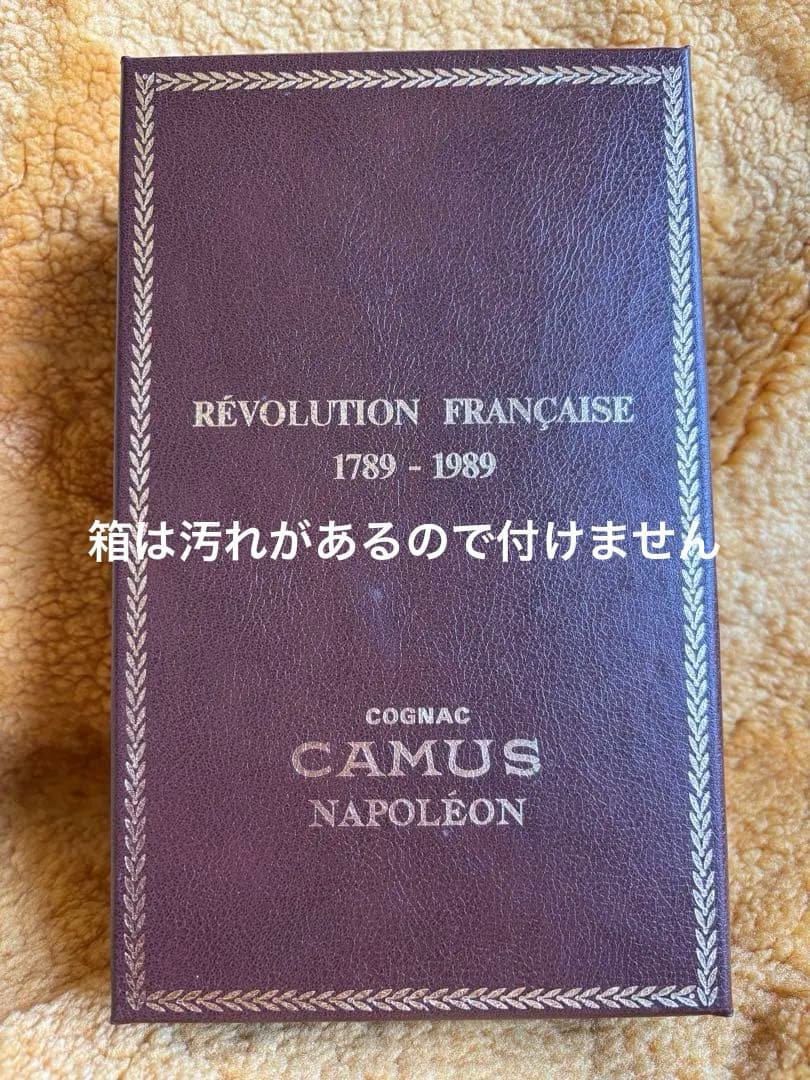 RÉVOLUTION FRANÇAISE
1789 - 1989
箱は汚れがあるので付けません
COGNAC
CAMUS
NAPOLÉON